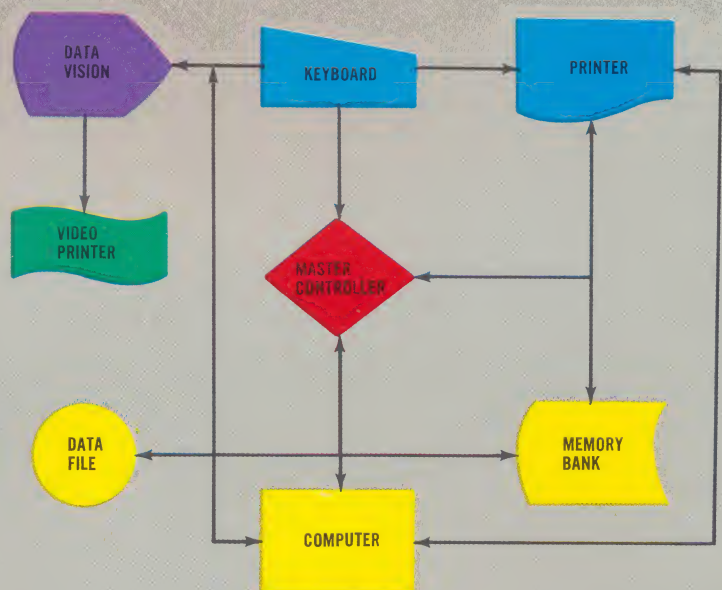 DATA
VISION
KEYBOARD
PRINTER
VIDEO
PRINTER
MASTER
CONTROLLER
DATA
FILE
MEMORY
BANK
COMPUTER